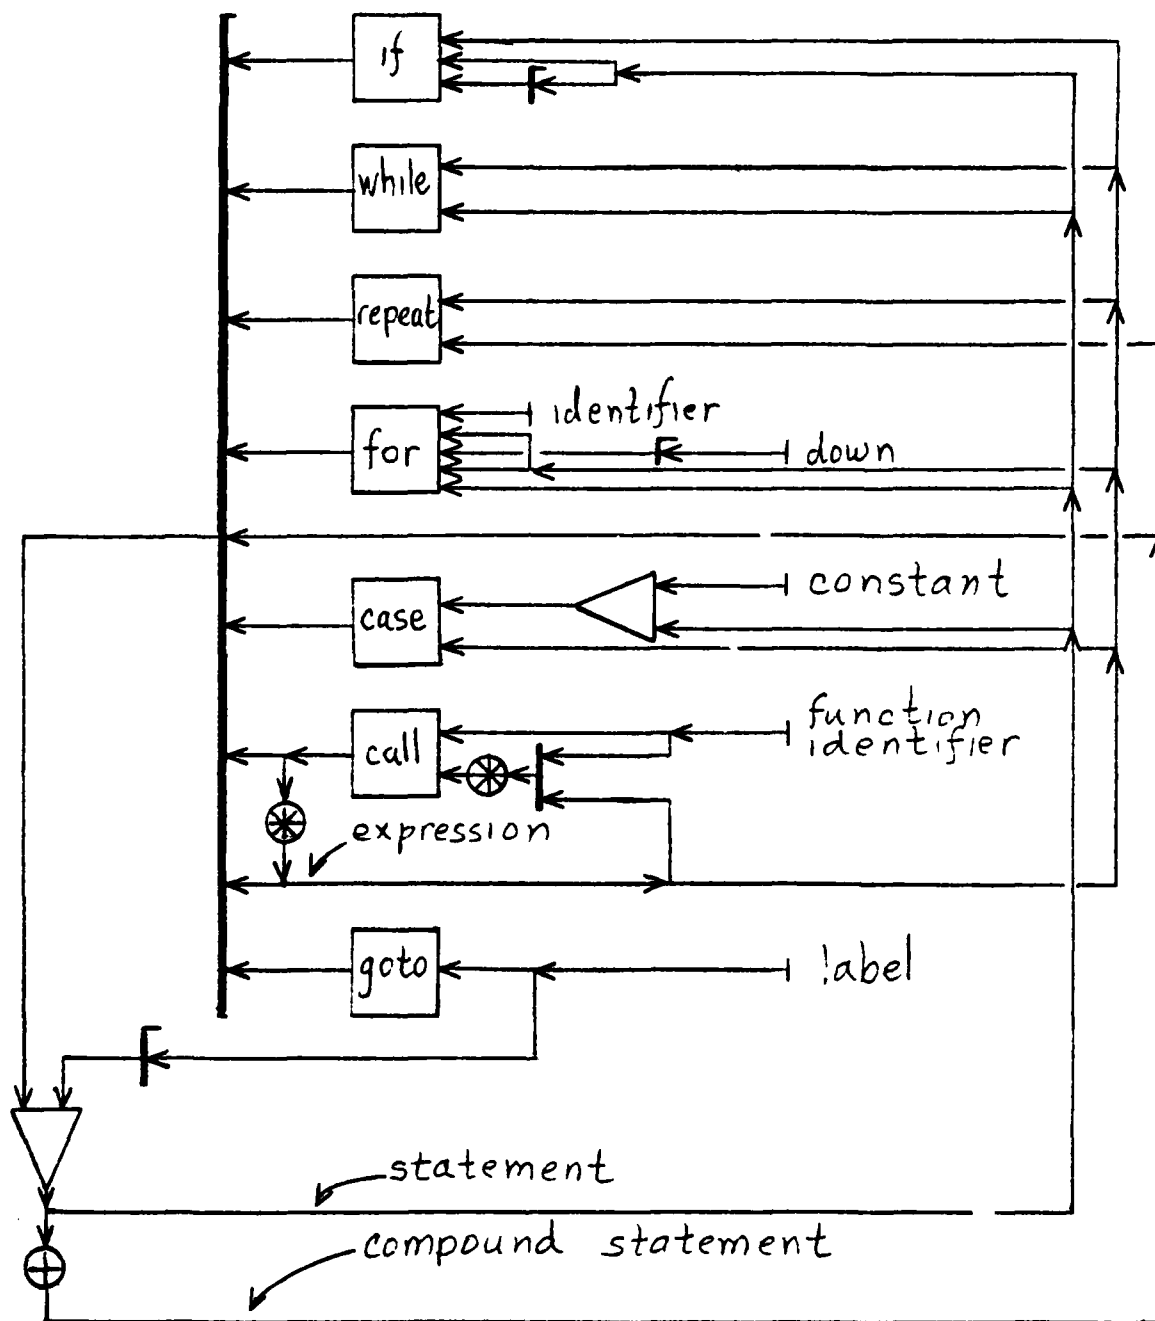 if
while
repeat
for
identifier
down
case
constant
call
function
identifier
expression
goto
label
statement
compound statement